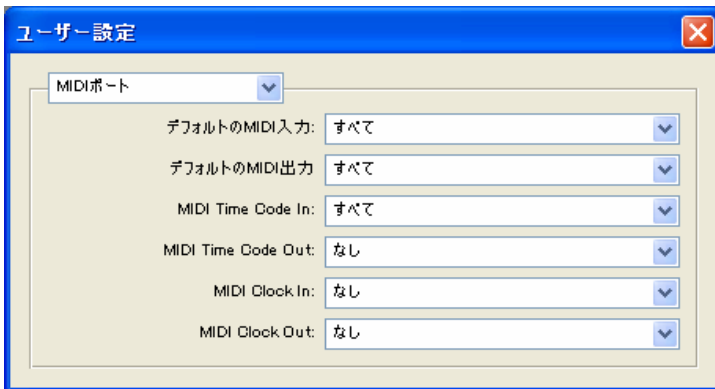 ユーザー設定
MIDIポート
デフォルトのMIDI入力: すべて
デフォルトのMIDI出力 すべて
MIDI Time Code In: すべて
MIDI Time Code Out: なし
MIDI Clock In: なし
MIDI Clock Out: なし